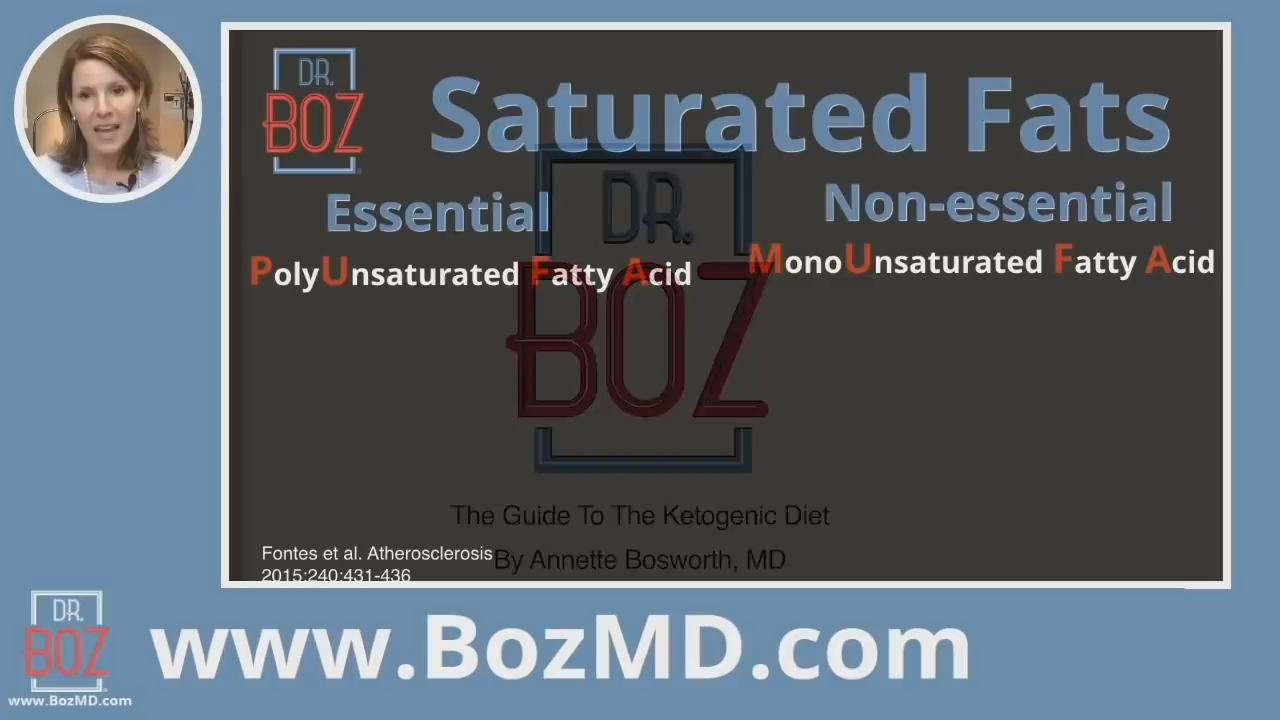 DR.
BOZ
Saturated Fats
Essential
Non-essential
PolyUnsaturated Fatty Acid
MonoUnsaturated Fatty Acid
DR.
BOZ
The Guide To The Ketogenic Diet
By Annette Bosworth, MD
Fontes et al. Atherosclerosis
2015;240:431-436
DR.
BOZ
www.BozMD.com
www.BozMD.com